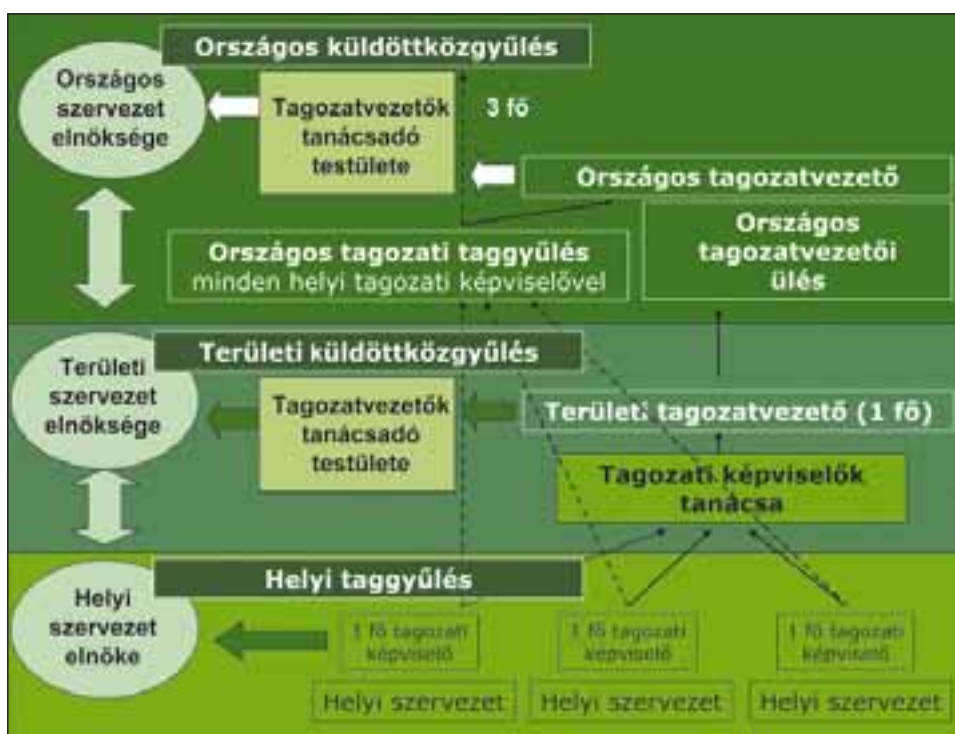 Országos küldöttközgyűlés
Országos
szervezet
elnöksége
Tagozatvezetők
tanácsadó
testülete
3 fő
Országos tagozatvezető
Országos
tagozatvezetői
ülés
Országos tagozati taggyűlés
minden helyi tagozati képviselővel
Területi küldöttközgyűlés
Területi
szervezet
elnöksége
Tagozatvezetők
tanácsadó
testülete
Területi tagozatvezető (1 fő)
Tagozati képviselők
tanácsa
Helyi taggyűlés
Helyi
szervezet
elnöke
1 fő tagozati
képviselő
1 fő tagozati
képviselő
1 fő tagozati
képviselő
Helyi szervezet
Helyi szervezet
Helyi szervezet